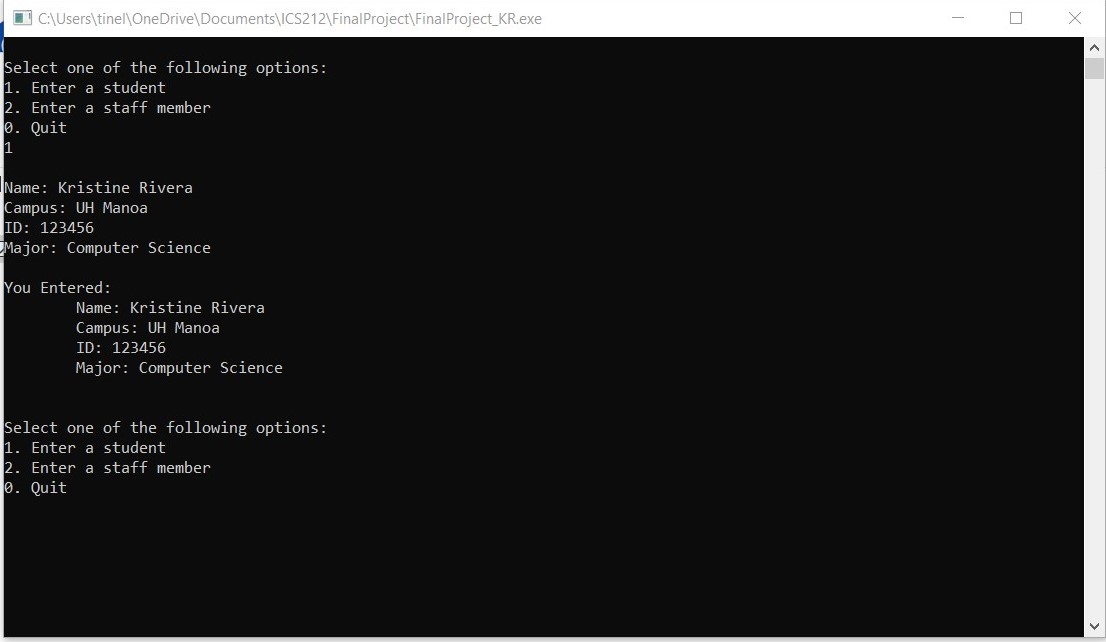 C:\Users\tinel\OneDrive\Documents\ICS212\FinalProject\FinalProject_KR.exe
Select one of the following options:
1. Enter a student
2. Enter a staff member
0. Quit
1
Name: Kristine Rivera
Campus: UH Manoa
ID: 123456
Major: Computer Science
You Entered:
Name: Kristine Rivera
Campus: UH Manoa
ID: 123456
Major: Computer Science
Select one of the following options:
1. Enter a student
2. Enter a staff member
0. Quit